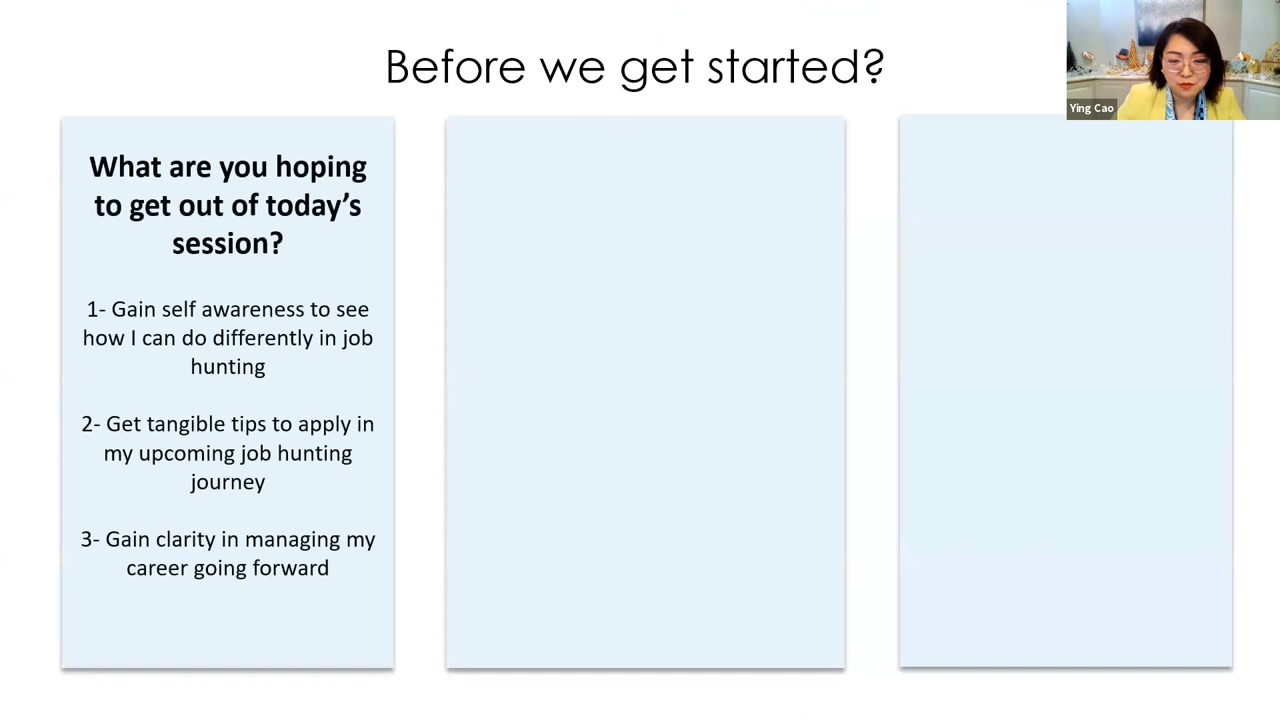 Before we get started?
Ying Cao
What are you hoping
to get out of today’s
session?
1- Gain self awareness to see
how I can do differently in job
hunting
2- Get tangible tips to apply in
my upcoming job hunting
journey
3- Gain clarity in managing my
career going forward